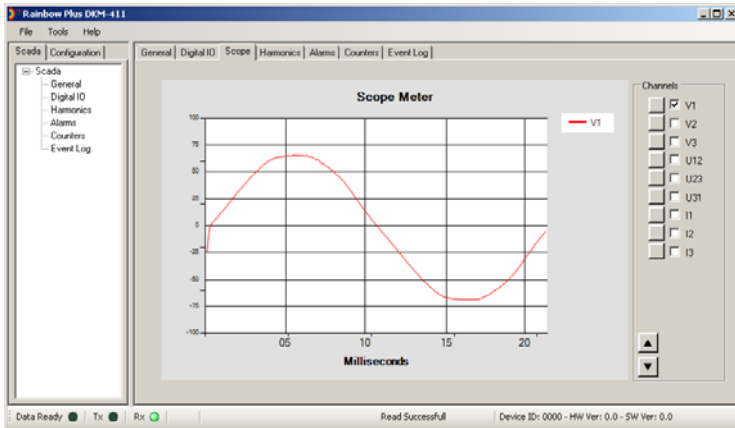 Rainbow Plus DKM-411
File Tools Help
Scada Configuration
General Digital IO Scope Harmonics Alarms Counters Event Log
Scada
General
Digital IO
Harmonics
Alarms
Counters
Event Log
Scope Meter
100
75
50
25
0
-25
-50
-75
-100
05 10 15 20
Milliseconds
V1
Channels
V1
V2
V3
U12
U23
U31
I1
I2
I3
Data Ready Tx Rx Read Successfull Device ID: 0000 - HW Ver: 0.0 - SW Ver: 0.0